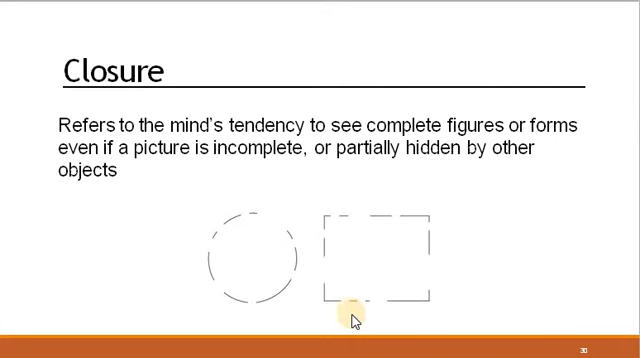 Closure
Refers to the mind's tendency to see complete figures or forms
even if a picture is incomplete, or partially hidden by other
objects
30